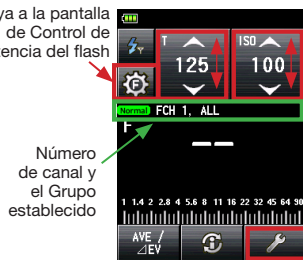 ya a la pantalla
de Control de
tencia del flash
T
125
ISO
100
Normal FCH 1, ALL
F
Número
de canal y
el Grupo
establecido
1 1.4 2 2.8 4 5.6 8 11 16 22 32 45 64 90
AVE /
⊿EV